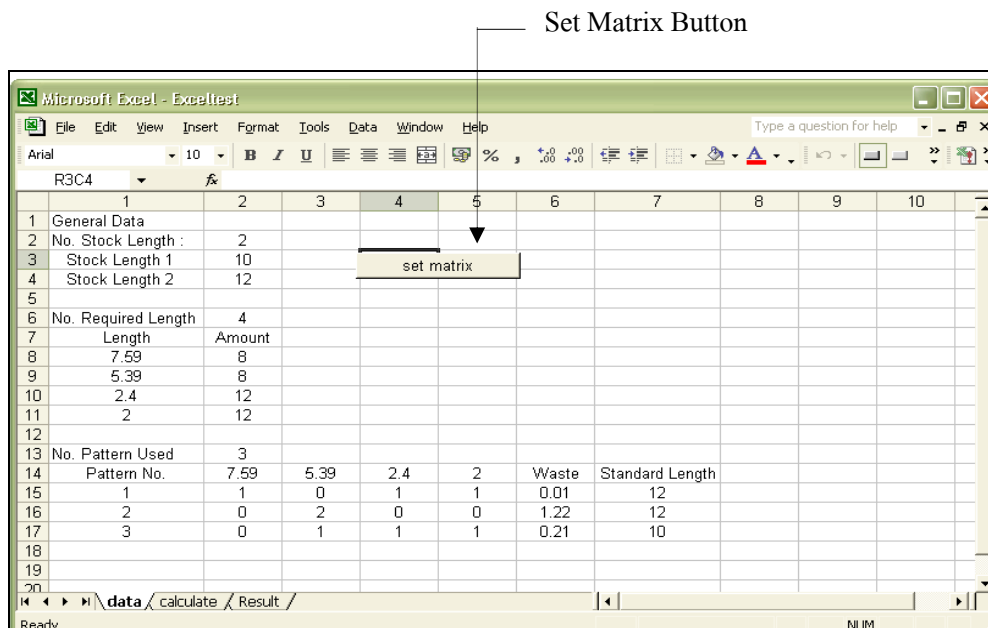 Set Matrix Button
Microsoft Excel - Exceltest
File Edit View Insert Format Tools Data Window Help Type a question for help
Arial 10 B I U % ,
R3C4 fx
1 2 3 4 5 6 7 8 9 10
1 General Data
2 No. Stock Length : 2
3 Stock Length 1 10 set matrix
4 Stock Length 2 12
5
6 No. Required Length 4
7 Length Amount
8 7.59 8
9 5.39 8
10 2.4 12
11 2 12
12
13 No. Pattern Used 3
14 Pattern No. 7.59 5.39 2.4 2 Waste Standard Length
15 1 1 0 1 1 0.01 12
16 2 0 2 0 0 1.22 12
17 3 0 1 1 1 0.21 10
18
19
20
data calculate Result
Ready NUM